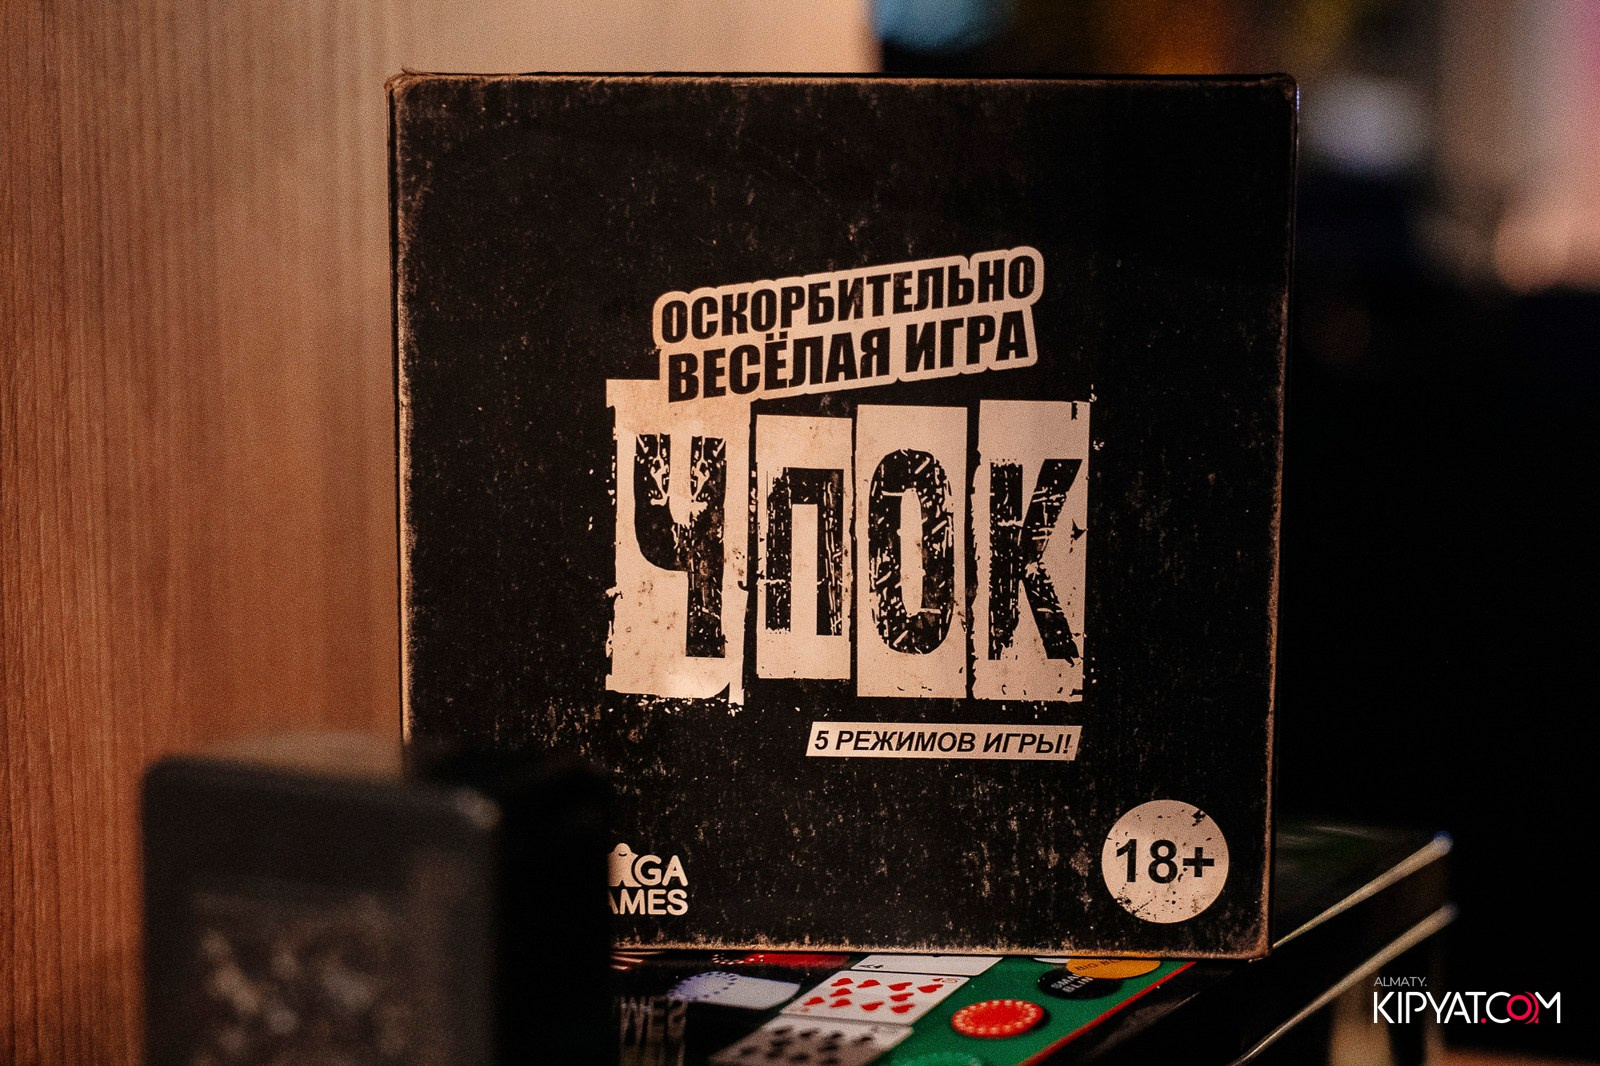 ОСКОРБИТЕЛЬНО
ВЕСЁЛАЯ ИГРА
ЧПОК
5 РЕЖИМОВ ИГРЫ!
18+
ALMATY.
KIPYAT.COM